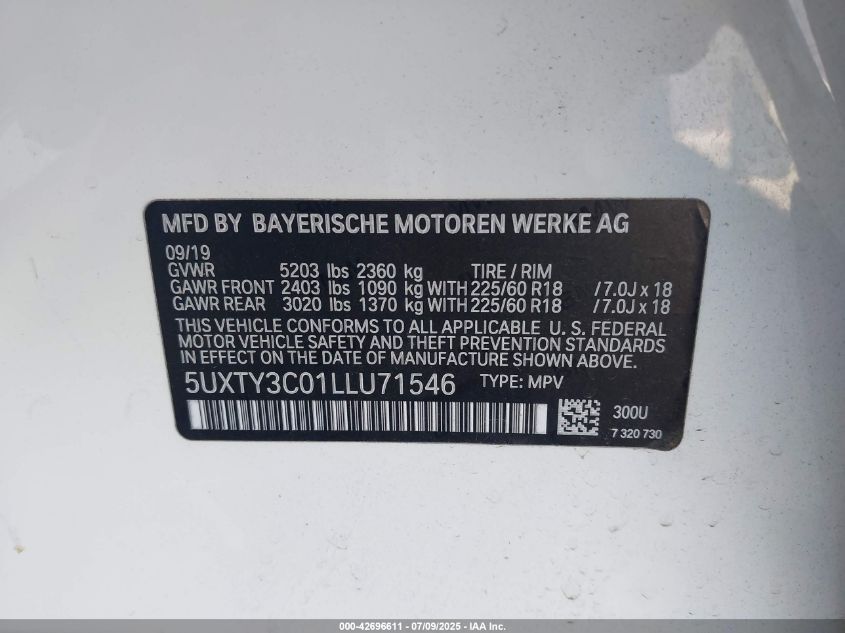 MFD BY BAYERISCHE MOTOREN WERKE AG
09/19
GVWR 5203 lbs 2360 kg TIRE / RIM
GAWR FRONT 2403 lbs 1090 kg WITH 225/60 R18 / 7.0J x 18
GAWR REAR 3020 lbs 1370 kg WITH 225/60 R18 / 7.0J x 18
THIS VEHICLE CONFORMS TO ALL APPLICABLE U. S. FEDERAL
MOTOR VEHICLE SAFETY AND THEFT PREVENTION STANDARDS
IN EFFECT ON THE DATE OF MANUFACTURE SHOWN ABOVE.
5UXTY3C01LLU71546 TYPE: MPV
300U
7 320 730
000-42696611 - 07/09/2025 - IAA Inc.